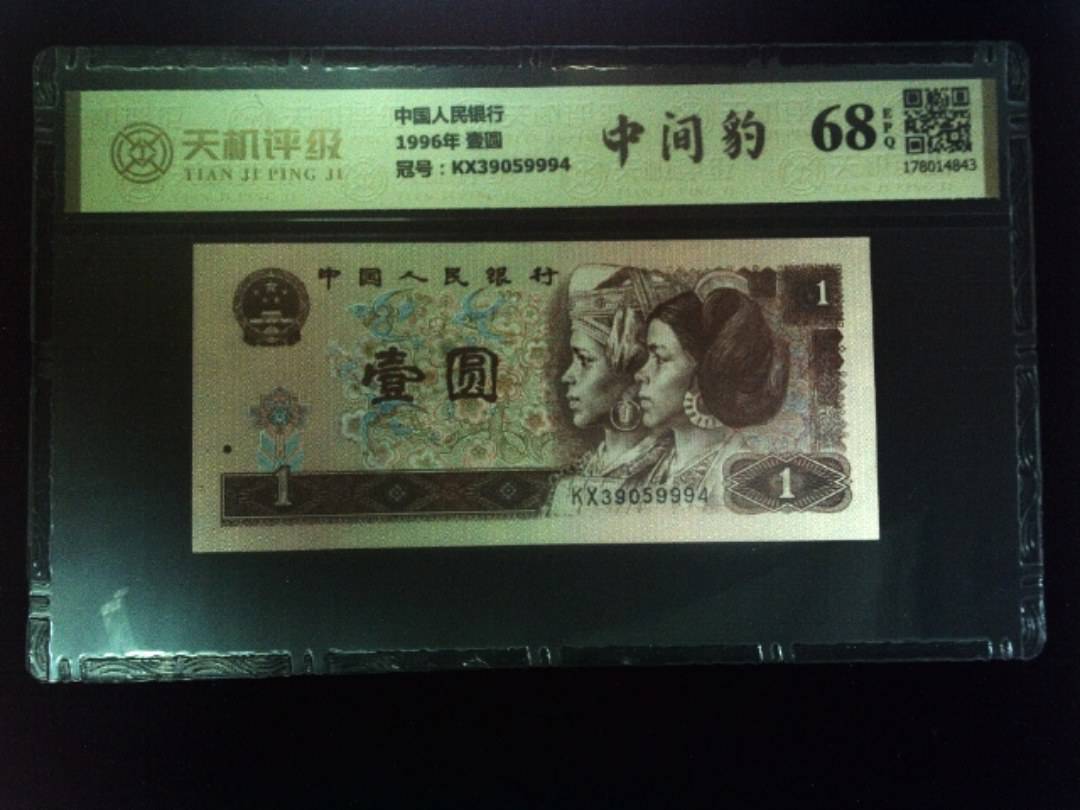 天机评级
TIAN JI PING JI
中国人民银行
1996年 壹圆
冠号：KX39059994
中间豹
68
EPQ
178014843
中国人民银行
1
壹圆
1
KX39059994
1